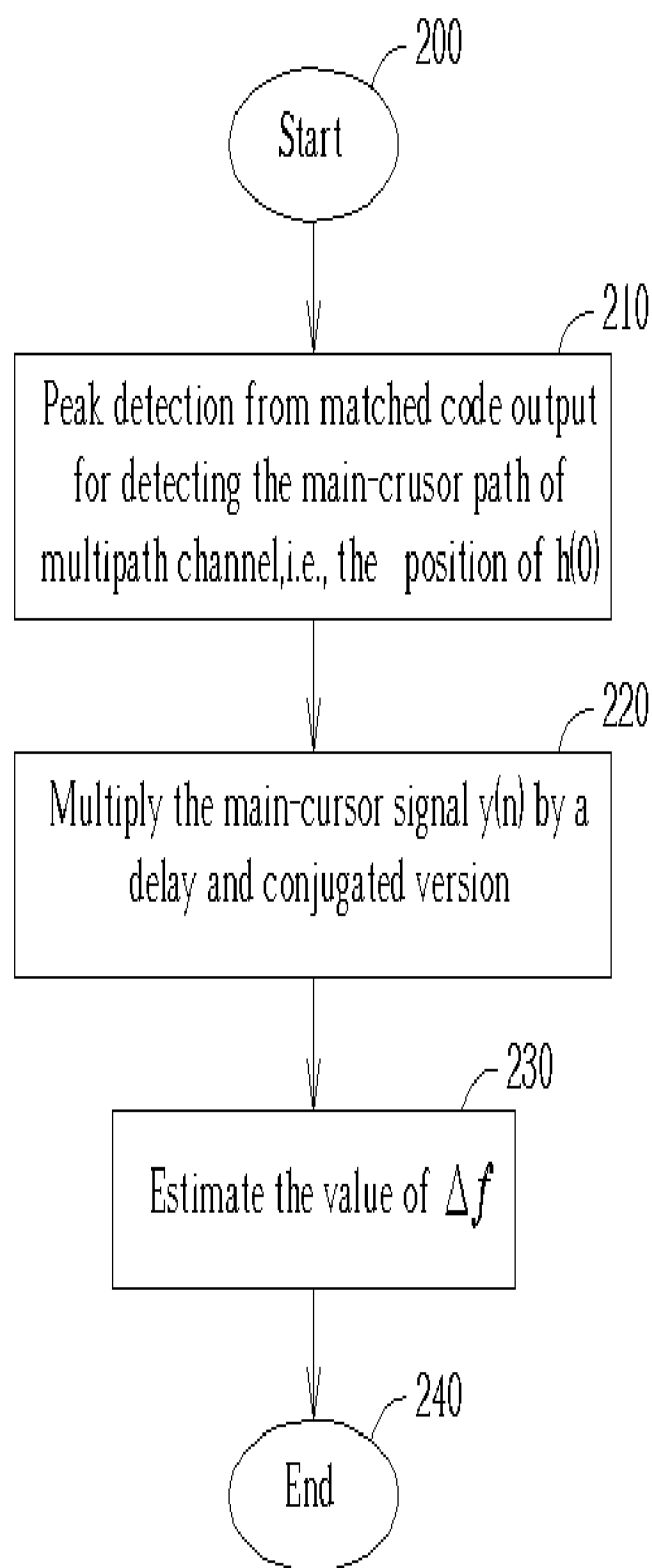 200
Start
210
Peak detection from matched code output
for detecting the main-crusor path of
multipath channel,i.e., the position of h(0)
220
Multiply the main-cursor signal y(n) by a
delay and conjugated version
230
Estimate the value of Δf
240
End